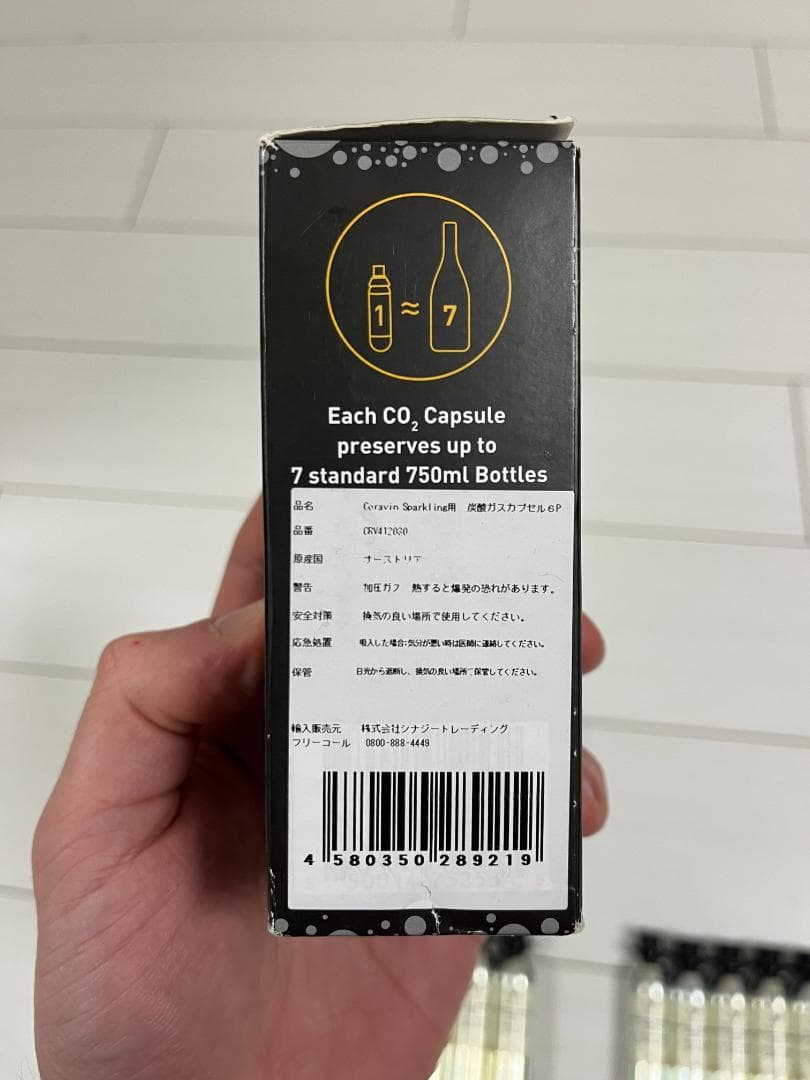 1 ≈ 7
Each CO₂ Capsule
preserves up to
7 standard 750ml Bottles
品名 Coravin Sparkling用 炭酸ガスカプセル6P
品番 CRV412030
原産国 オーストリア
警告 加圧ガス 熱すると爆発の恐れがあります。
安全対策 換気の良い場所で使用してください。
応急処置 吸入した場合:気分が悪い時は医師に連絡してください。
保管 日光から遮断し、換気の良い場所で保管してください。
輸入販売元 株式会社シナジートレーディング
フリーコール 0800-888-4449
4 580350 289219